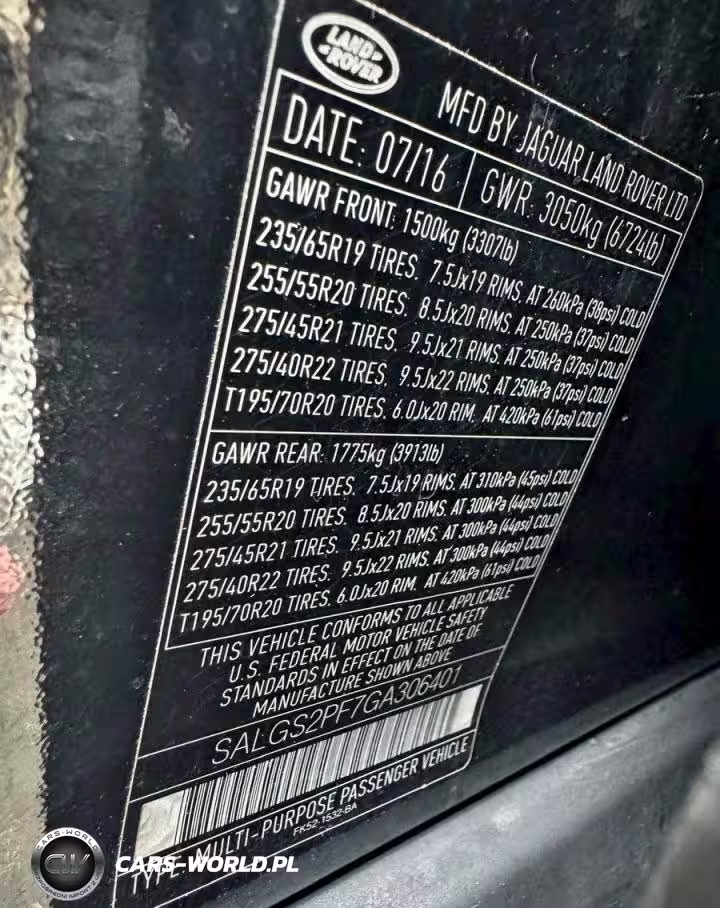 LAND ROVER
MFD BY JAGUAR LAND ROVER LTD
DATE: 07/16 GWR: 3050kg (6724lb)
GAWR FRONT: 1500kg (3307lb)
235/65R19 TIRES, 7.5Jx19 RIMS, AT 260kPa (38psi) COLD
255/55R20 TIRES, 8.5Jx20 RIMS, AT 250kPa (37psi) COLD
275/45R21 TIRES, 9.5Jx21 RIMS, AT 250kPa (37psi) COLD
275/40R22 TIRES, 9.5Jx22 RIMS, AT 250kPa (37psi) COLD
T195/70R20 TIRES, 6.0Jx20 RIM, AT 420kPa (61psi) COLD
GAWR REAR: 1775kg (3913lb)
235/65R19 TIRES, 7.5Jx19 RIMS, AT 310kPa (45psi) COLD
255/55R20 TIRES, 8.5Jx20 RIMS, AT 300kPa (44psi) COLD
275/45R21 TIRES, 9.5Jx21 RIMS, AT 300kPa (44psi) COLD
275/40R22 TIRES, 9.5Jx22 RIMS, AT 300kPa (44psi) COLD
T195/70R20 TIRES, 6.0Jx20 RIM, AT 420kPa (61psi) COLD
THIS VEHICLE CONFORMS TO ALL APPLICABLE
U.S. FEDERAL MOTOR VEHICLE SAFETY
STANDARDS IN EFFECT ON THE DATE OF
MANUFACTURE SHOWN ABOVE
SALGS2PF7GA306401
TYPE: MULTI-PURPOSE PASSENGER VEHICLE
FK52-1532-BA
CARS-WORLD
CW
CARS-WORLD.PL